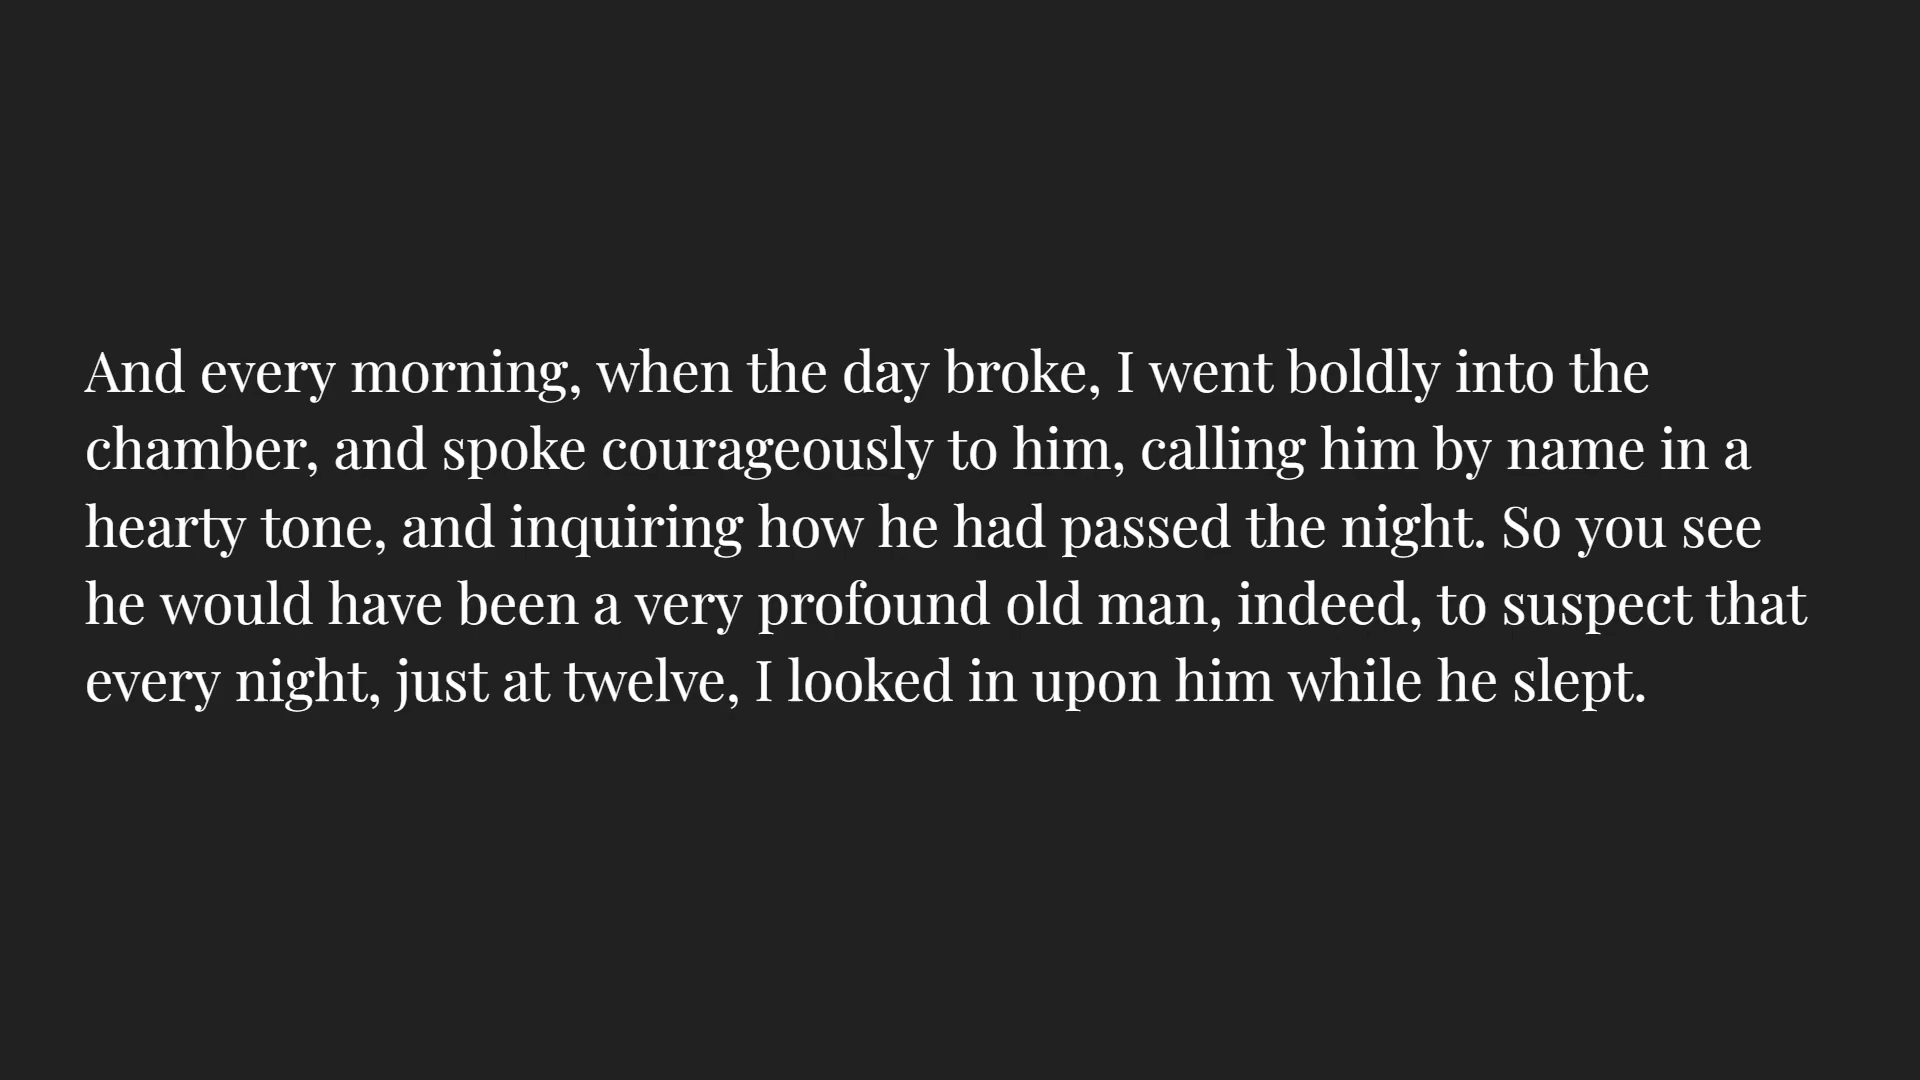 And every morning, when the day broke, I went boldly into the
chamber, and spoke courageously to him, calling him by name in a
hearty tone, and inquiring how he had passed the night. So you see
he would have been a very profound old man, indeed, to suspect that
every night, just at twelve, I looked in upon him while he slept.